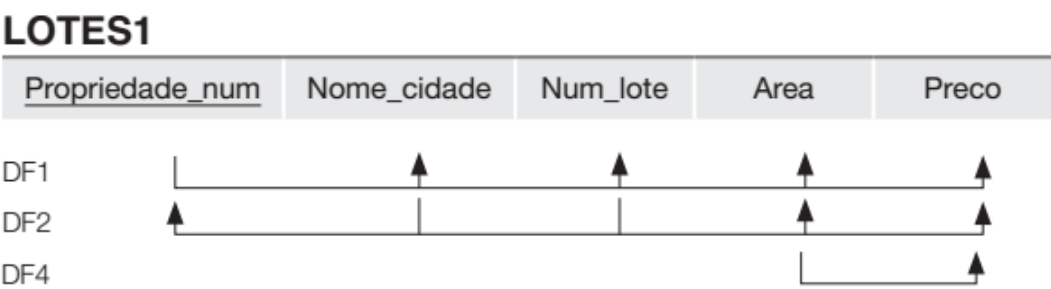 LOTES1
Propriedade_num Nome_cidade Num_lote Area Preco
DF1
DF2
DF4